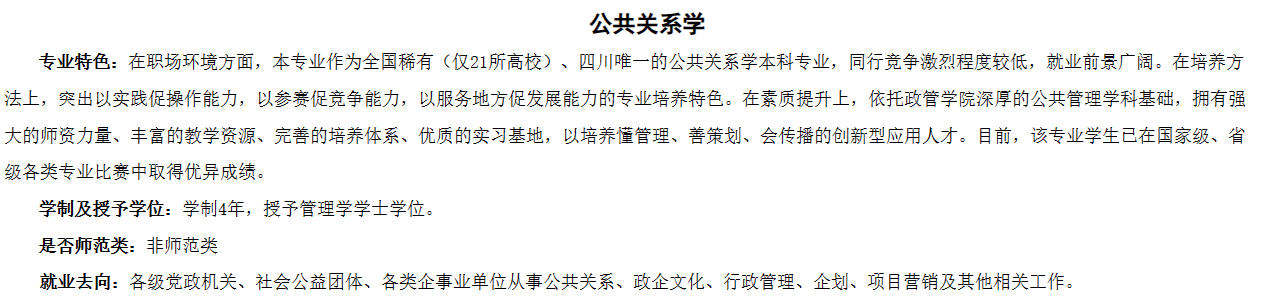 公共关系学
专业特色：在职场环境方面，本专业作为全国稀有（仅21所高校）、四川唯一的公共关系学本科专业，同行竞争激烈程度较低，就业前景广阔。在培养方
法上，突出以实践促操作能力，以参赛促竞争能力，以服务地方促发展能力的专业培养特色。在素质提升上，依托政管学院深厚的公共管理学科基础，拥有强
大的师资力量、丰富的教学资源、完善的培养体系、优质的实习基地，以培养懂管理、善策划、会传播的创新型应用人才。目前，该专业学生已在国家级、省
级各类专业比赛中取得优异成绩。
学制及授予学位：学制4年，授予管理学学士学位。
是否师范类：非师范类
就业去向：各级党政机关、社会公益团体、各类企事业单位从事公共关系、政企文化、行政管理、企划、项目营销及其他相关工作。